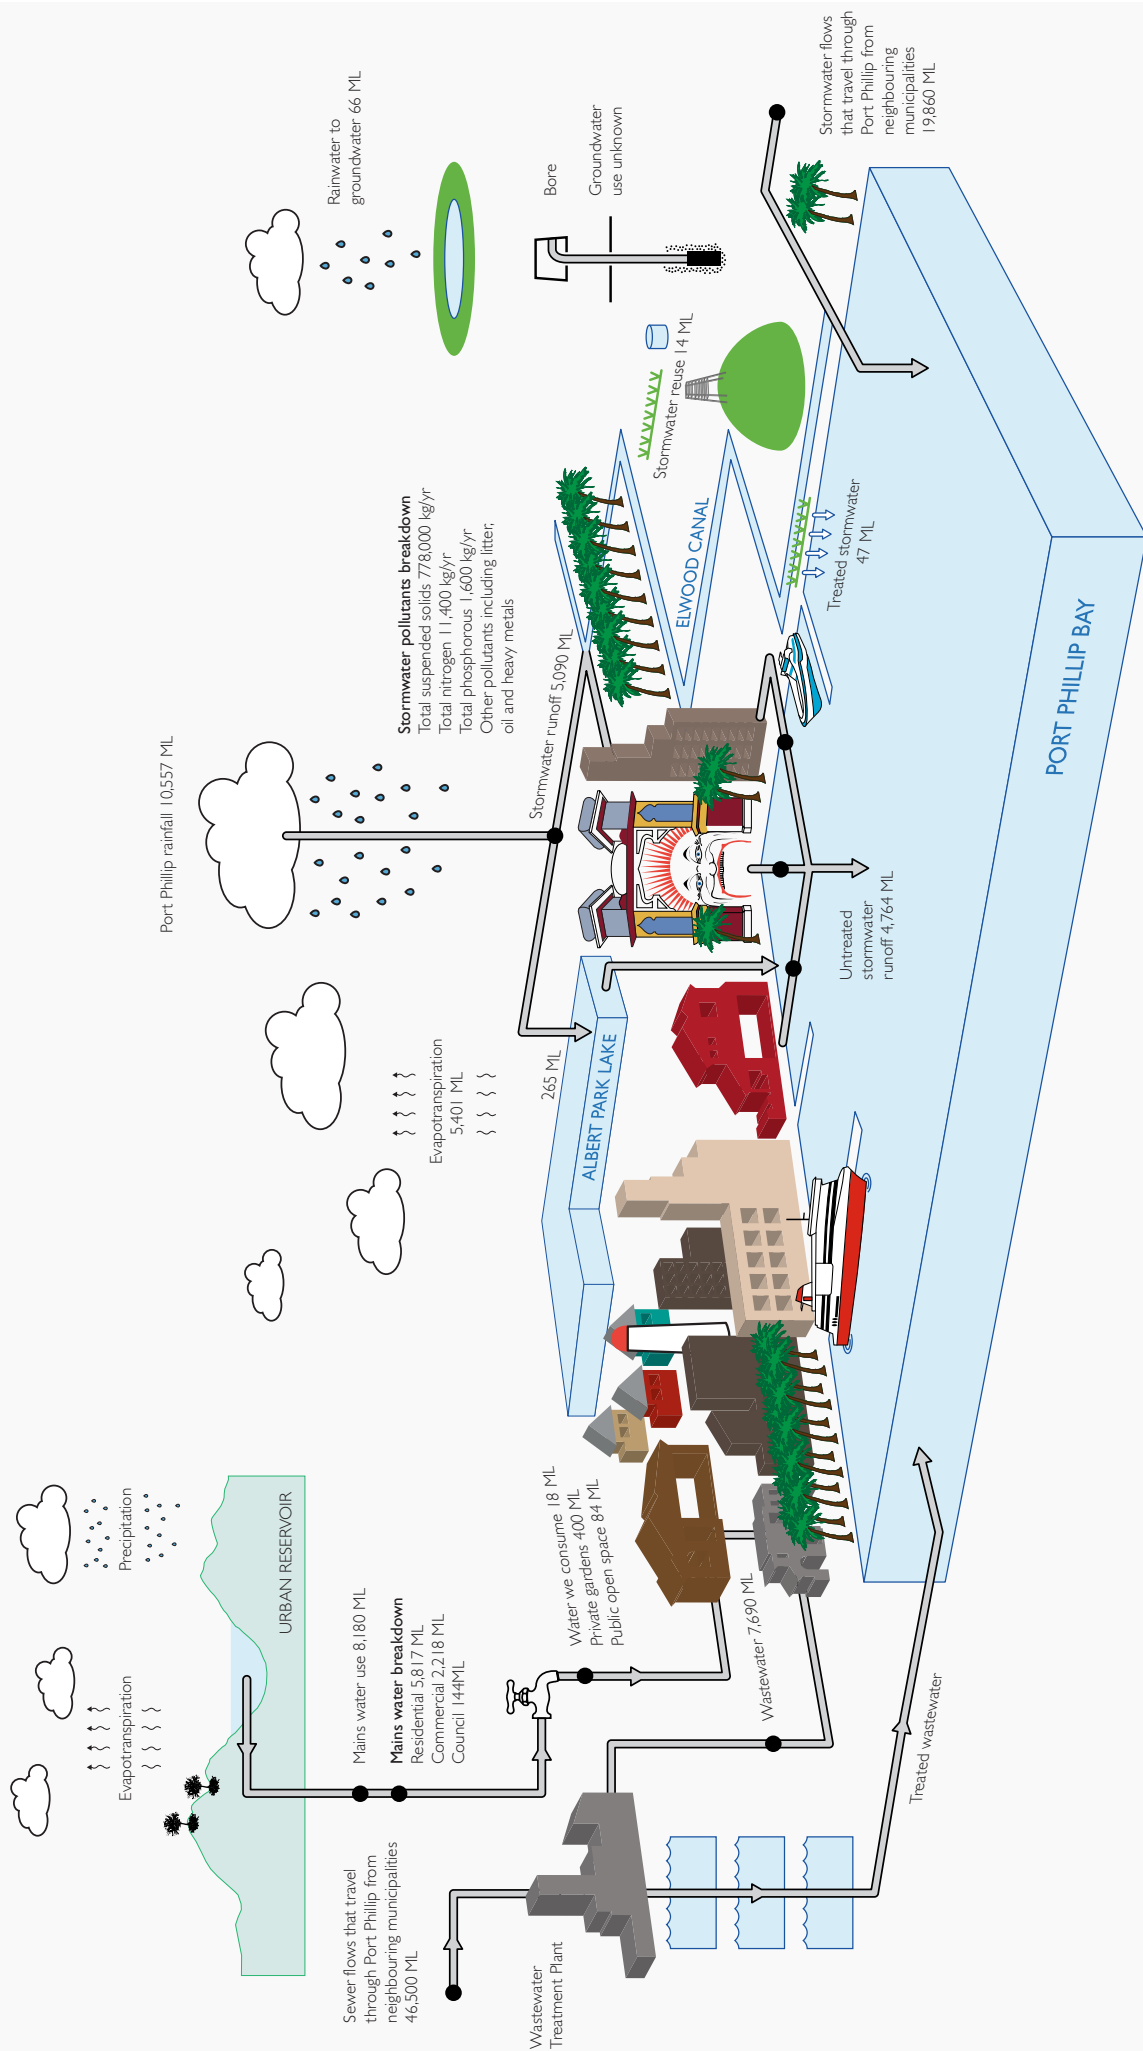 Precipitation
Evapotranspiration
URBAN RESERVOIR
Mains water use 8,180 ML
Mains water breakdown
Residential 5,817 ML
Commercial 2,218 ML
Council 144ML
Sewer flows that travel
through Port Phillip from
neighbouring municipalities
46,500 ML
Wastewater
Treatment Plant
Water we consume 18 ML
Private gardens 400 ML
Public open space 84 ML
Wastewater 7,690 ML
Treated wastewater
Port Phillip rainfall 10,557 ML
Evapotranspiration
5,401 ML
265 ML
ALBERT PARK LAKE
Stormwater runoff 5,090 ML
Stormwater pollutants breakdown
Total suspended solids 778,000 kg/yr
Total nitrogen 11,400 kg/yr
Total phosphorous 1,600 kg/yr
Other pollutants including litter,
oil and heavy metals
Untreated
stormwater
runoff 4,764 ML
ELWOOD CANAL
Stormwater reuse 14 ML
Treated stormwater
47 ML
Rainwater to
groundwater 66 ML
Bore
Groundwater
use unknown
Stormwater flows
that travel through
Port Phillip from
neighbouring
municipalities
19,860 ML
PORT PHILLIP BAY